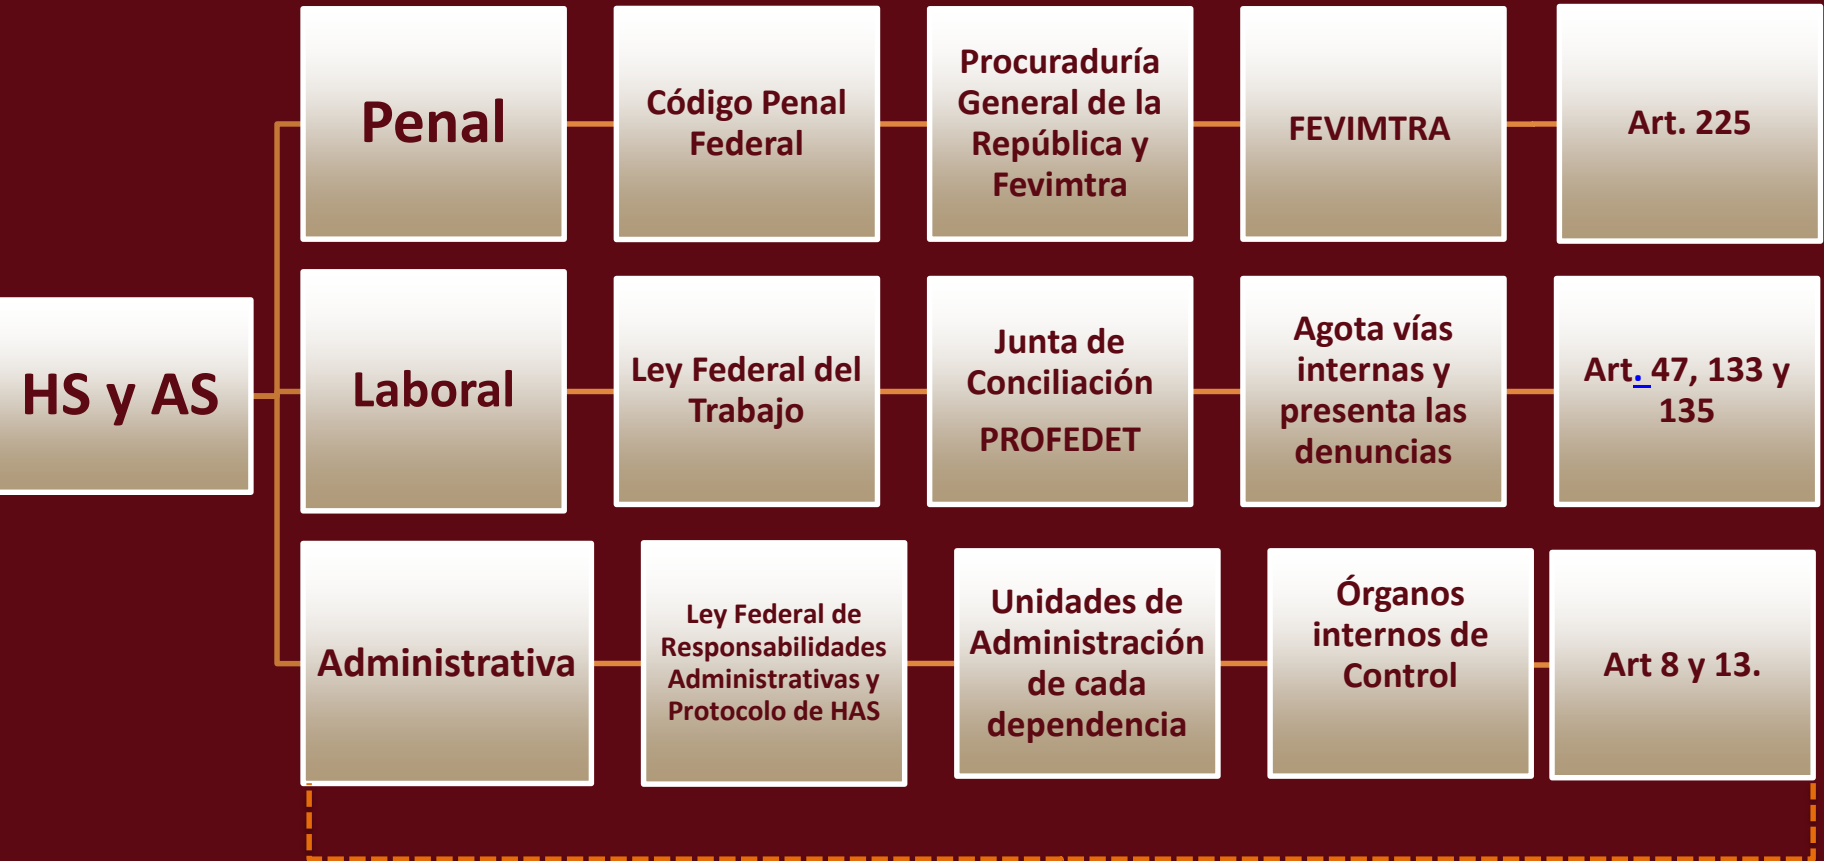 HS y AS
Penal
Código Penal
Federal
Procuraduría
General de la
República y
Fevimtra
FEVIMTRA
Art. 225
Laboral
Ley Federal del
Trabajo
Junta de
Conciliación
PROFEDET
Agota vías
internas y
presenta las
denuncias
Art. 47, 133 y
135
Administrativa
Ley Federal de
Responsabilidades
Administrativas y
Protocolo de HAS
Unidades de
Administración
de cada
dependencia
Órganos
internos de
Control
Art 8 y 13.